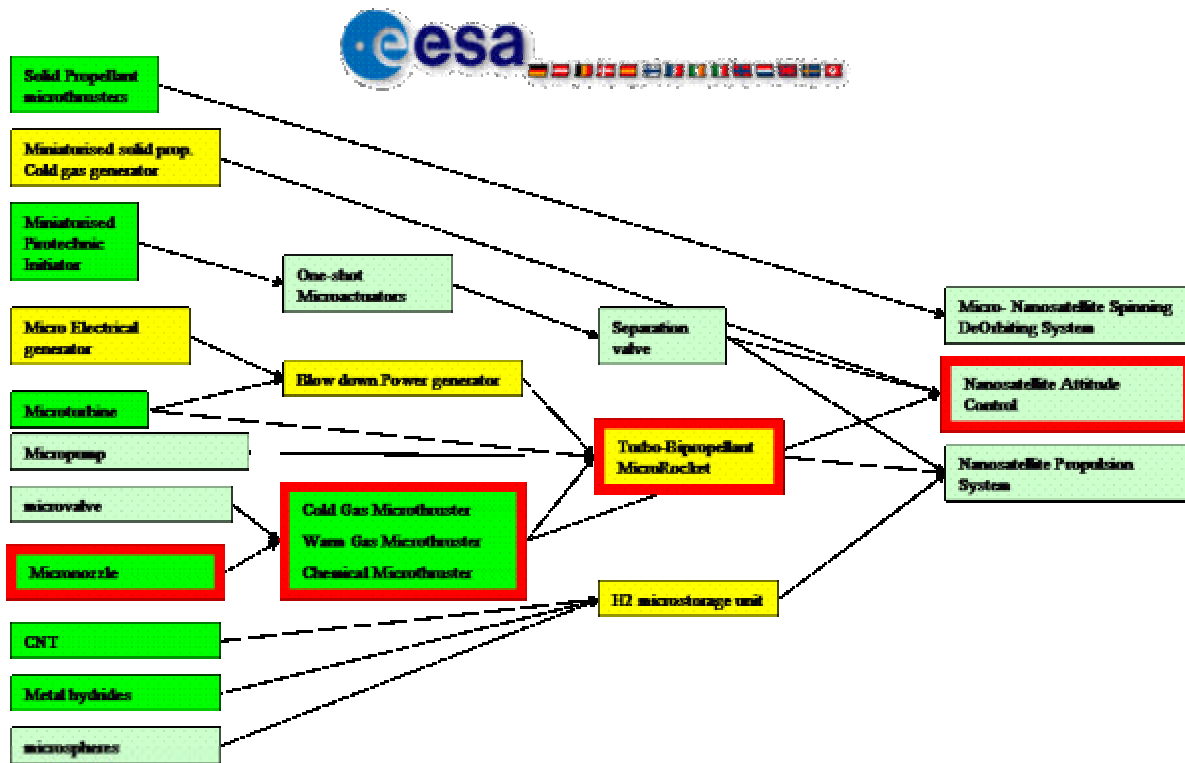 esa
Solid Propellant
microthrusters
Miniaturised solid prop.
Cold gas generator
Miniaturised
Pirotechnic
Initiator
One-shot
Microactuators
Micro Electrical
generator
Separation
valve
Micro- Nanosatellite Spinning
DeOrbiting System
Blow down Power generator
Nanosatellite Attitude
Control
Microturbine
Micropump
Turbo-Bipropellant
MicroRocket
Nanosatellite Propulsion
System
microvalve
Cold Gas Microthruster
Warm Gas Microthruster
Chemical Microthruster
Micronozzle
H2 microstorage unit
CNT
Metal hydrides
microspheres